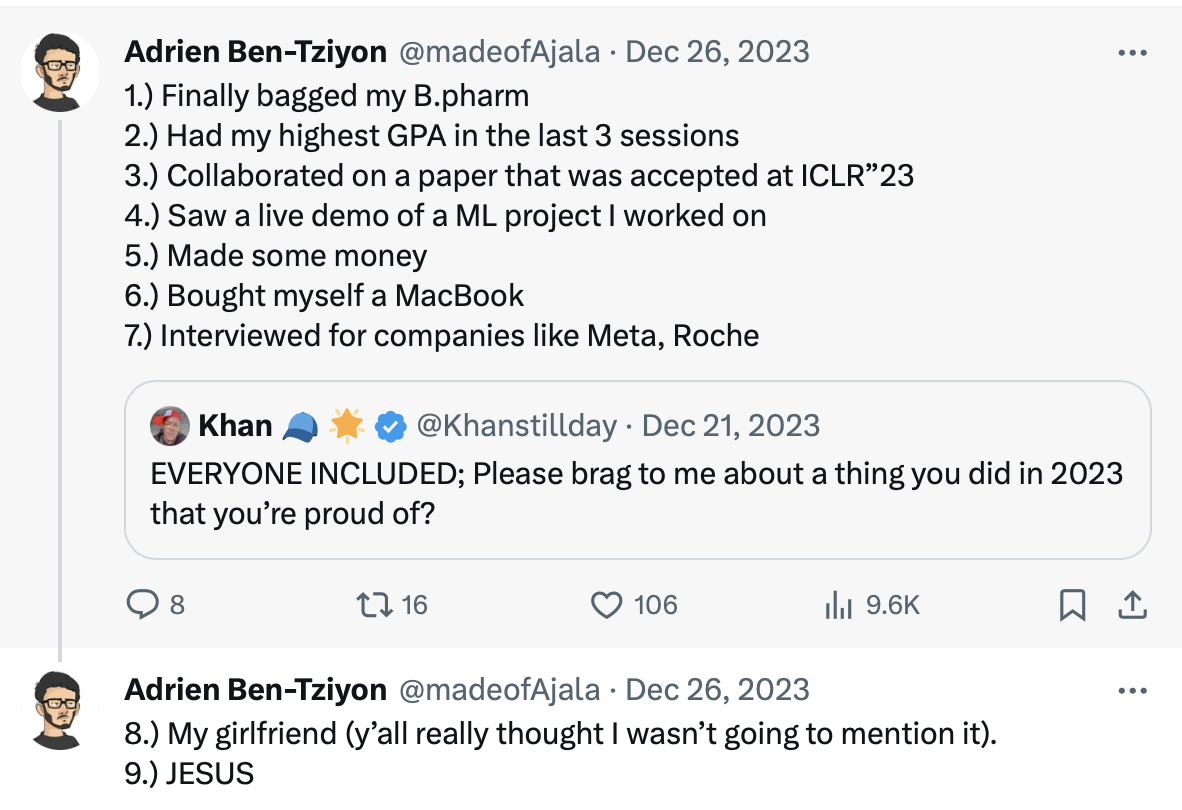 Adrien Ben-Tziyon @madeofAjala · Dec 26, 2023
1.) Finally bagged my B.pharm
2.) Had my highest GPA in the last 3 sessions
3.) Collaborated on a paper that was accepted at ICLR”23
4.) Saw a live demo of a ML project I worked on
5.) Made some money
6.) Bought myself a MacBook
7.) Interviewed for companies like Meta, Roche
Khan 🧢 🌟 @Khanstillday · Dec 21, 2023
EVERYONE INCLUDED; Please brag to me about a thing you did in 2023
that you’re proud of?
8 16 106 9.6K
Adrien Ben-Tziyon @madeofAjala · Dec 26, 2023
8.) My girlfriend (y’all really thought I wasn’t going to mention it).
9.) JESUS